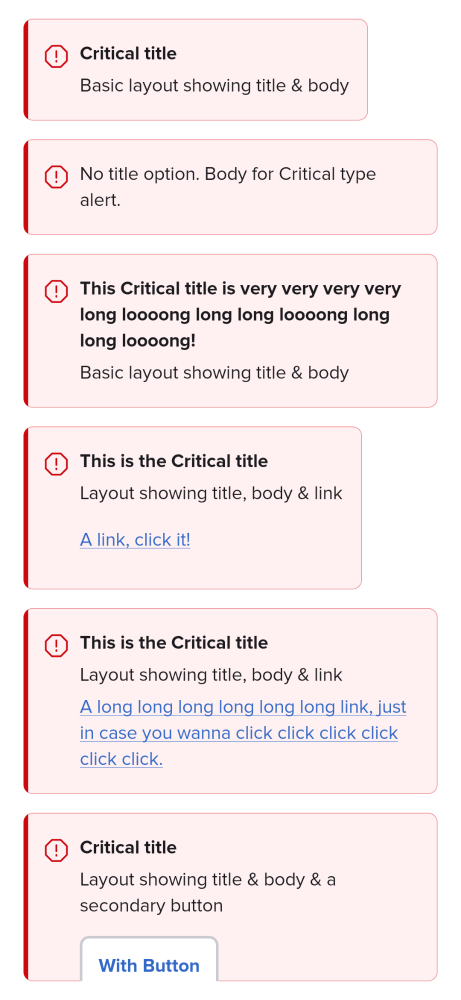 Critical title
Basic layout showing title & body
No title option. Body for Critical type
alert.
This Critical title is very very very very
long loooong long long loooong long
long loooong!
Basic layout showing title & body
This is the Critical title
Layout showing title, body & link
A link, click it!
This is the Critical title
Layout showing title, body & link
A long long long long long long link, just
in case you wanna click click click click
click click.
Critical title
Layout showing title & body & a
secondary button
With Button